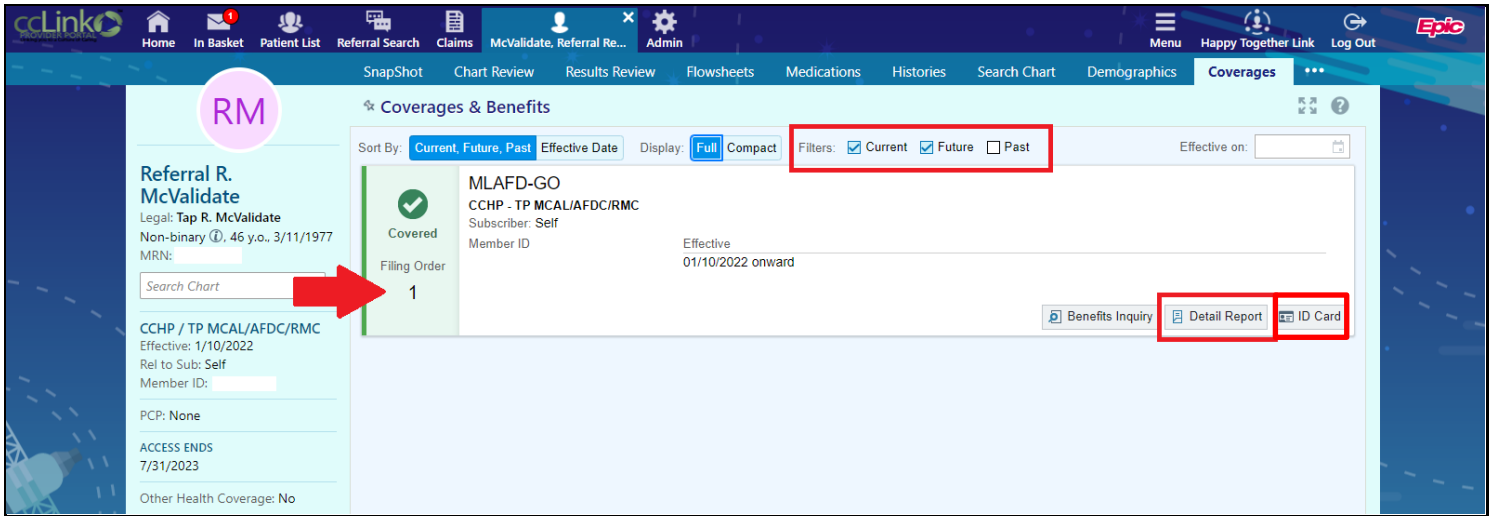 ccLink
PROVIDER PORTAL
Home
1
In Basket
Patient List
Referral Search
Claims
McValidate, Referral Re...
Admin
Menu
Happy Together Link
Log Out
Epic
SnapShot
Chart Review
Results Review
Flowsheets
Medications
Histories
Search Chart
Demographics
Coverages
RM
Referral R.
McValidate
Legal: Tap R. McValidate
Non-binary, 46 y.o., 3/11/1977
MRN:
Search Chart
CCHP / TP MCAL/AFDC/RMC
Effective: 1/10/2022
Rel to Sub: Self
Member ID:
PCP: None
ACCESS ENDS
7/31/2023
Other Health Coverage: No
Coverages & Benefits
Sort By: Current, Future, Past Effective Date Display: Full Compact Filters: Current Future Past Effective on:
Covered
Filing Order
1
MLAFD-GO
CCHP - TP MCAL/AFDC/RMC
Subscriber: Self
Member ID Effective
01/10/2022 onward
Benefits Inquiry Detail Report ID Card